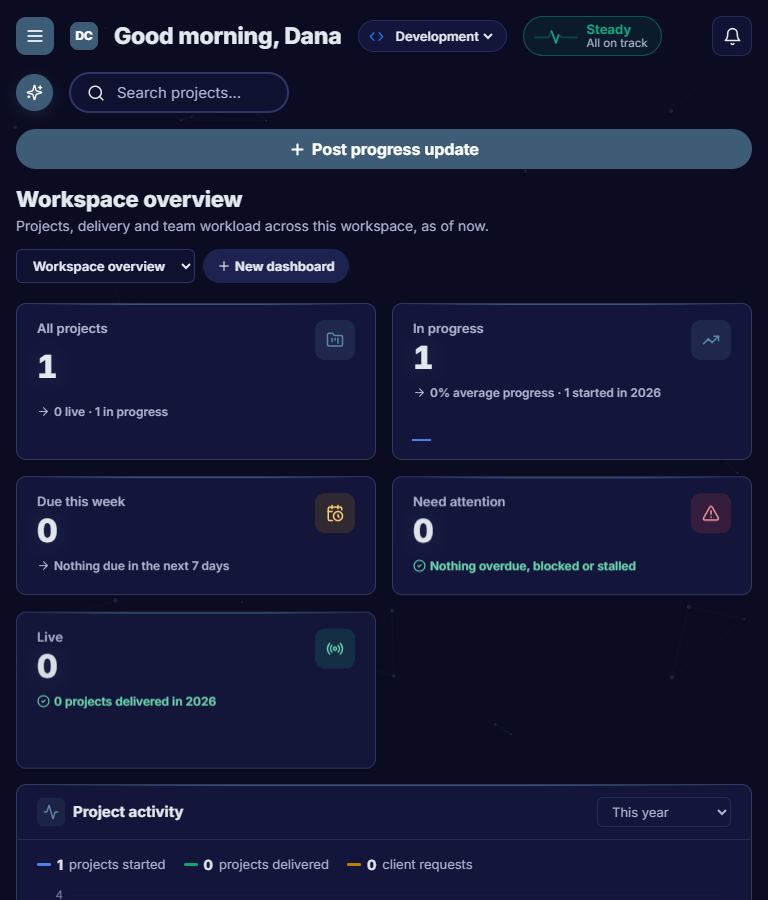 DC
Good morning, Dana
Development
Steady
All on track
Search projects...
Post progress update
Workspace overview
Projects, delivery and team workload across this workspace, as of now.
Workspace overview
New dashboard
All projects
1
0 live · 1 in progress
In progress
1
0% average progress · 1 started in 2026
Due this week
0
Nothing due in the next 7 days
Need attention
0
Nothing overdue, blocked or stalled
Live
0
0 projects delivered in 2026
Project activity
This year
1 projects started
0 projects delivered
0 client requests
4